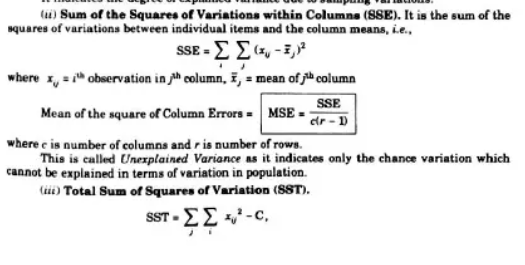 It indicates the degree of explained variance due to sampling variations.
(ii) Sum of the Squares of Variations within Columns (SSE). It is the sum of the
squares of variations between individual items and the column means, i.e.,
SSE = ∑ ∑ (xᵢⱼ – x̄ⱼ)²
i j
where xᵢⱼ = iᵗʰ observation in jᵗʰ column, x̄ⱼ = mean of jᵗʰ column
Mean of the square of Column Errors = MSE = SSE / c(r – 1)
where c is number of columns and r is number of rows.
This is called Unexplained Variance as it indicates only the chance variation which
cannot be explained in terms of variation in population.
(iii) Total Sum of Squares of Variation (SST).
SST = ∑ ∑ xᵢⱼ² – C,
j i